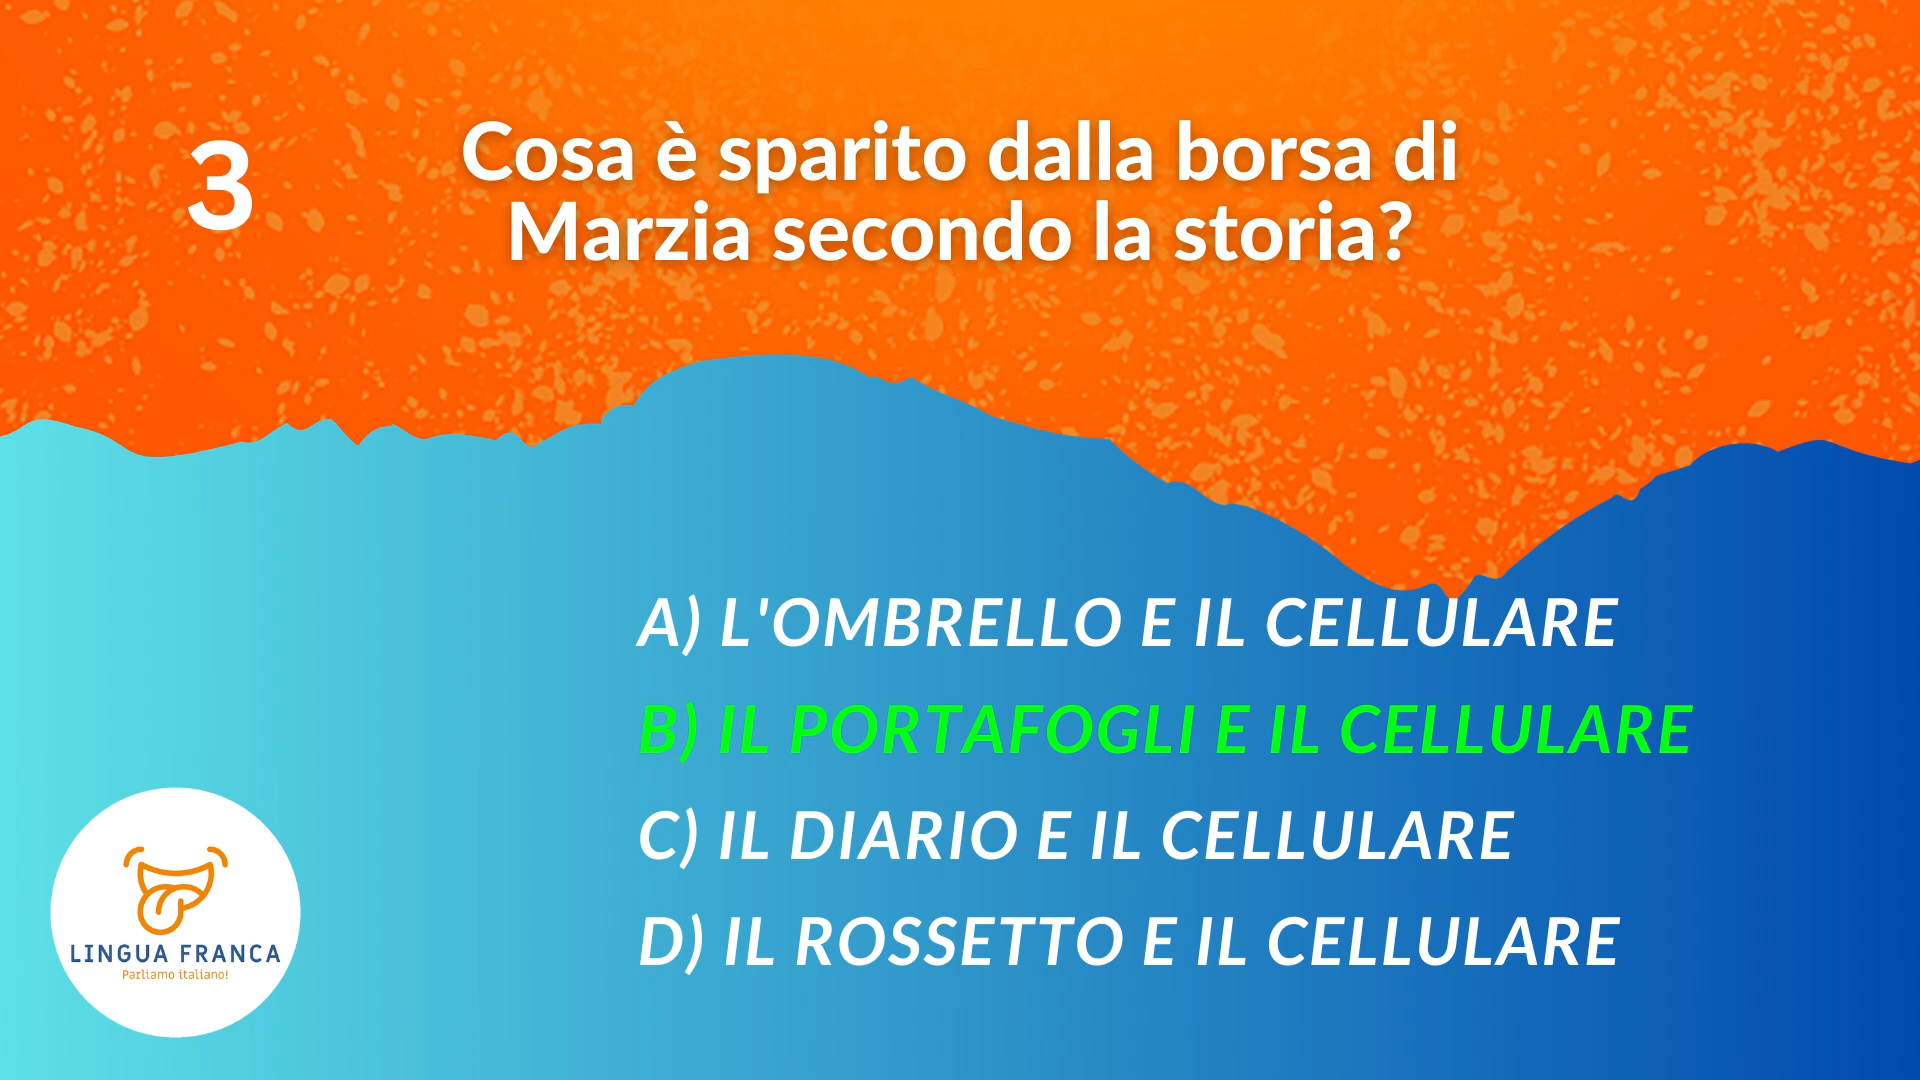 3
Cosa è sparito dalla borsa di
Marzia secondo la storia?
A) L'OMBRELLO E IL CELLULARE
B) IL PORTAFOGLI E IL CELLULARE
C) IL DIARIO E IL CELLULARE
D) IL ROSSETTO E IL CELLULARE
LINGUA FRANCA
Parliamo italiano!